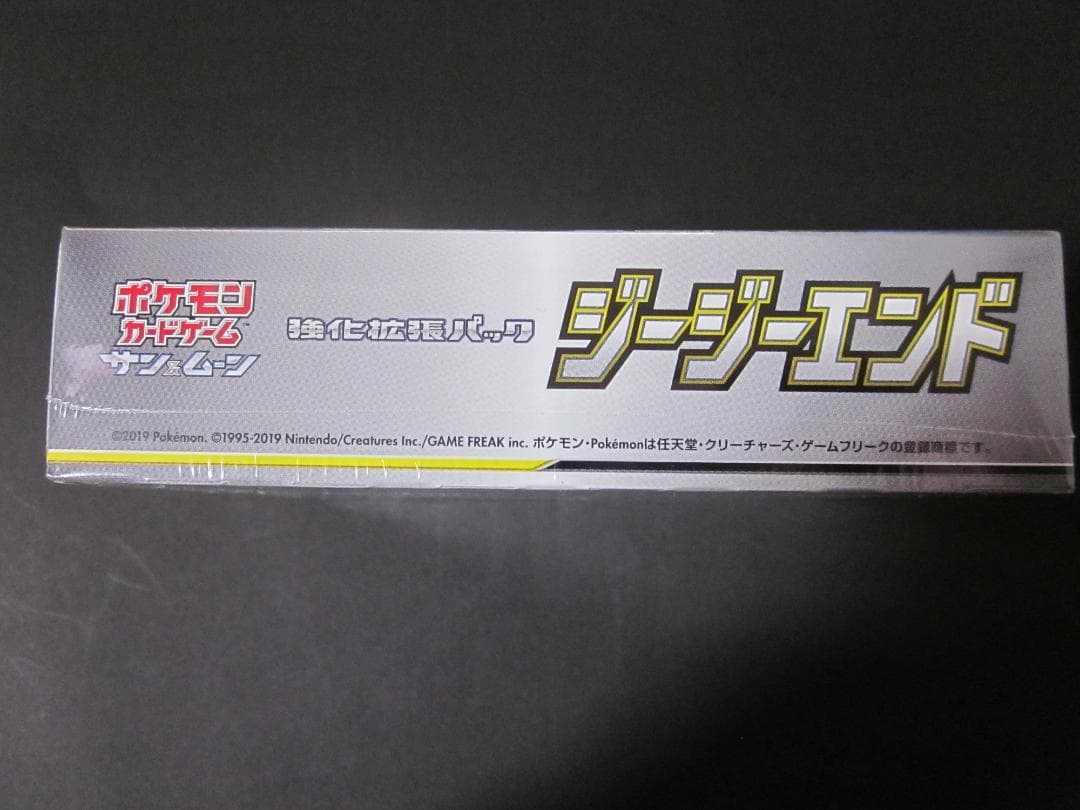 ポケモン
カードゲーム™
サン&ムーン
強化拡張パック
ジージーエンド
©2019 Pokémon. ©1995-2019 Nintendo/Creatures Inc./GAME FREAK inc. ポケモン・Pokémonは任天堂・クリーチャーズ・ゲームフリークの登録商標です。